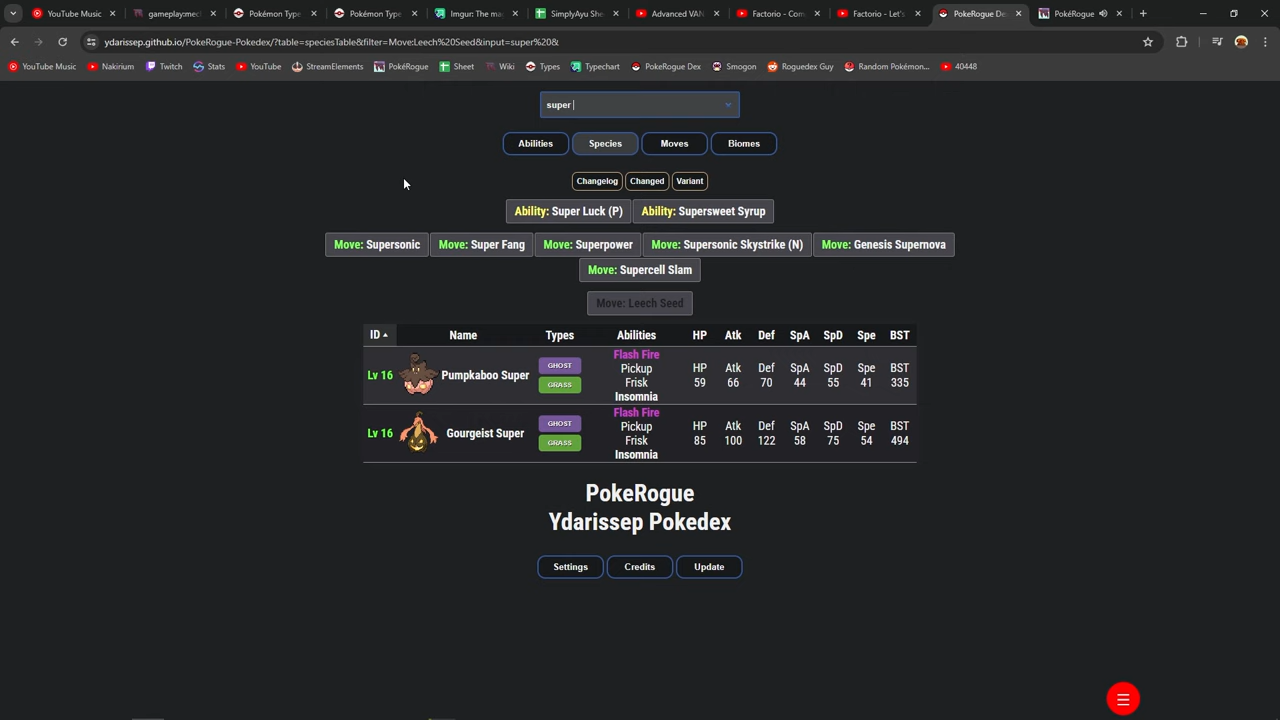 YouTube Music
gameplay:mec
Pokémon Type
Pokémon Type
Imgur: The ma
SimplyAyu She
Advanced VAN
Factorio - Com
Factorio - Let's
PokeRogue De
PokéRogue
ydarissep.github.io/PokeRogue-Pokedex/?table=speciesTable&filter=Move:Leech%20Seed&input=super%20&
YouTube Music Nakirium Twitch Stats YouTube StreamElements PokéRogue Sheet Wiki Types Typechart PokeRogue Dex Smogon Roguedex Guy Random Pokémon... 40448
super
Abilities Species Moves Biomes
Changelog Changed Variant
Ability: Super Luck (P) Ability: Supersweet Syrup
Move: Supersonic Move: Super Fang Move: Superpower Move: Supersonic Skystrike (N) Move: Genesis Supernova
Move: Supercell Slam
Move: Leech Seed
ID Name Types Abilities HP Atk Def SpA SpD Spe BST
Flash Fire
GHOST Pickup HP Atk Def SpA SpD Spe BST
Lv 16 Pumpkaboo Super
GRASS Frisk 59 66 70 44 55 41 335
Insomnia
Flash Fire
GHOST Pickup HP Atk Def SpA SpD Spe BST
Lv 16 Gourgeist Super
GRASS Frisk 85 100 122 58 75 54 494
Insomnia
PokeRogue
Ydarissep Pokedex
Settings Credits Update